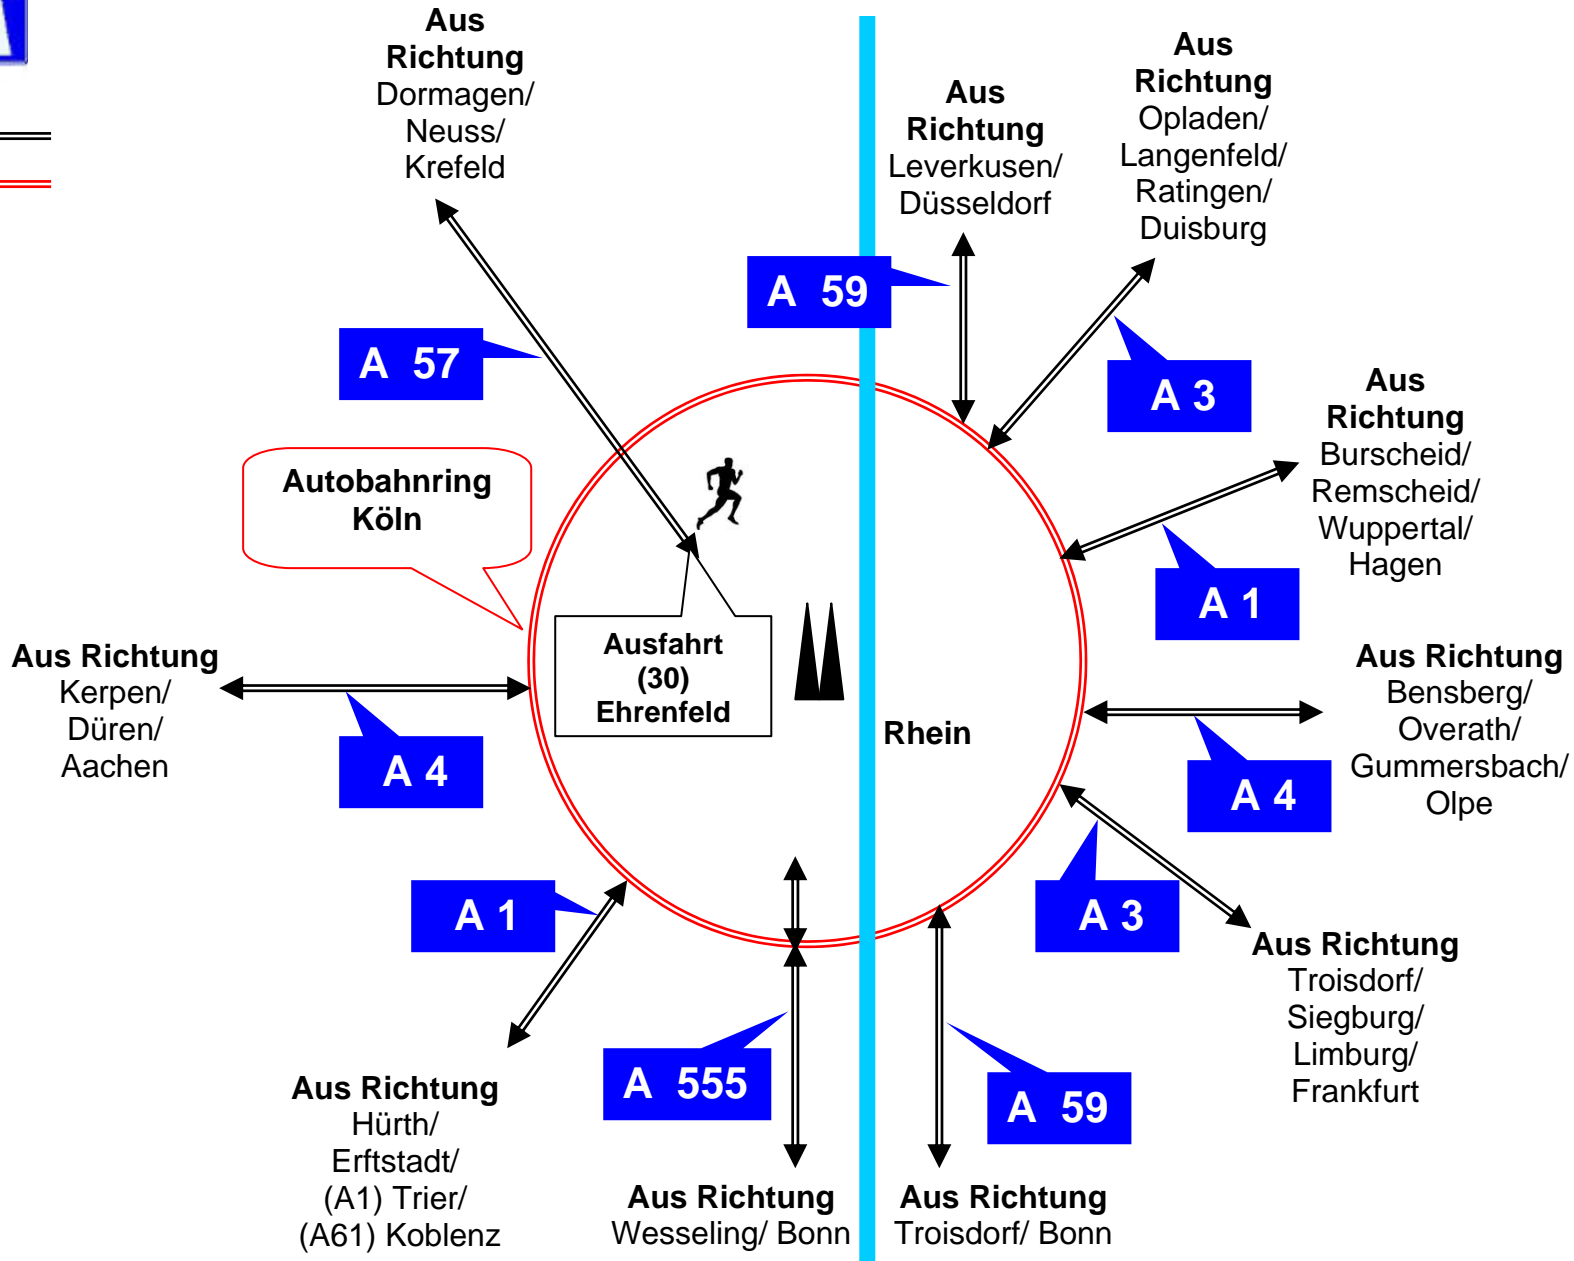 Aus
Richtung
Dormagen/
Neuss/
Krefeld
Aus
Richtung
Leverkusen/
Düsseldorf
Aus
Richtung
Opladen/
Langenfeld/
Ratingen/
Duisburg
A 59
A 57
A 3
Aus
Richtung
Burscheid/
Remscheid/
Wuppertal/
Hagen
Autobahnring
Köln
A 1
Ausfahrt
(30)
Ehrenfeld
Aus Richtung
Kerpen/
Düren/
Aachen
A 4
Rhein
Aus Richtung
Bensberg/
Overath/
Gummersbach/
Olpe
A 4
A 1
A 3
Aus Richtung
Troisdorf/
Siegburg/
Limburg/
Frankfurt
Aus Richtung
Hürth/
Erftstadt/
(A1) Trier/
(A61) Koblenz
A 555
A 59
Aus Richtung
Wesseling/ Bonn
Aus Richtung
Troisdorf/ Bonn